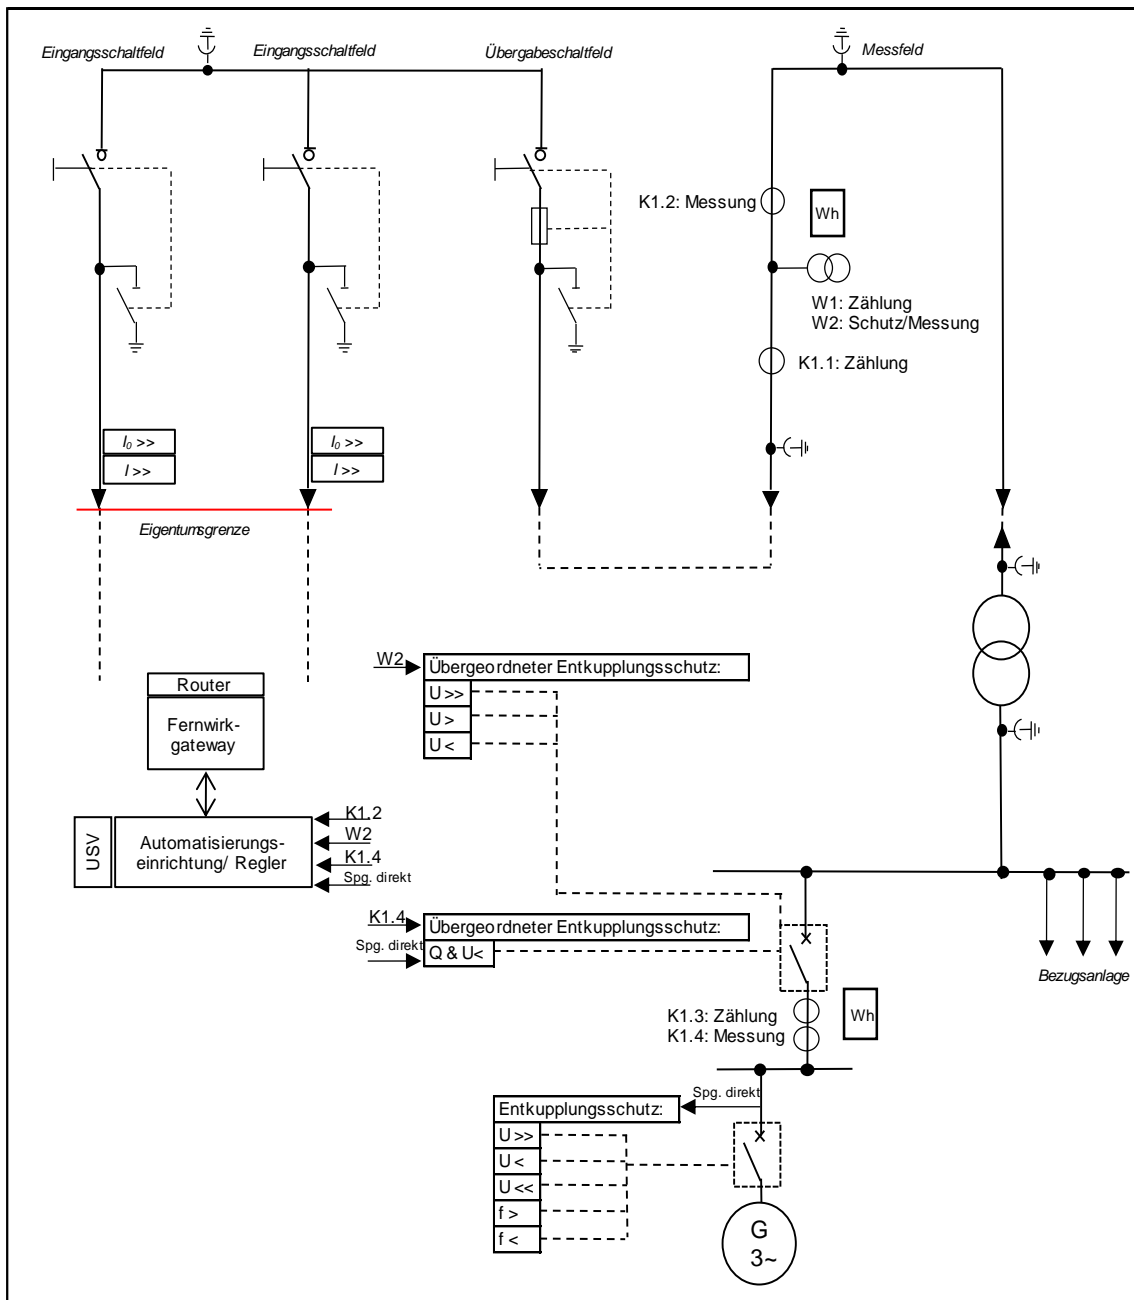 Eingangsschaltfeld
Eingangsschaltfeld
Übergabeschaltfeld
Messfeld
K1.2: Messung
Wh
W1: Zählung
W2: Schutz/Messung
K1.1: Zählung
I0 >>
I >>
I0 >>
I >>
Eigentumsgrenze
W2
Übergeordneter Entkupplungsschutz:
U >>
U >
U <
Router
Fernwirk-
gateway
USV
Automatisierungs-
einrichtung/ Regler
K1.2
W2
K1.4
Spg. direkt
K1.4
Spg. direkt
Übergeordneter Entkupplungsschutz:
Q & U<
Bezugsanlage
K1.3: Zählung
K1.4: Messung
Wh
Spg. direkt
Entkupplungsschutz:
U >>
U <
U <<
f >
f <
G
3~